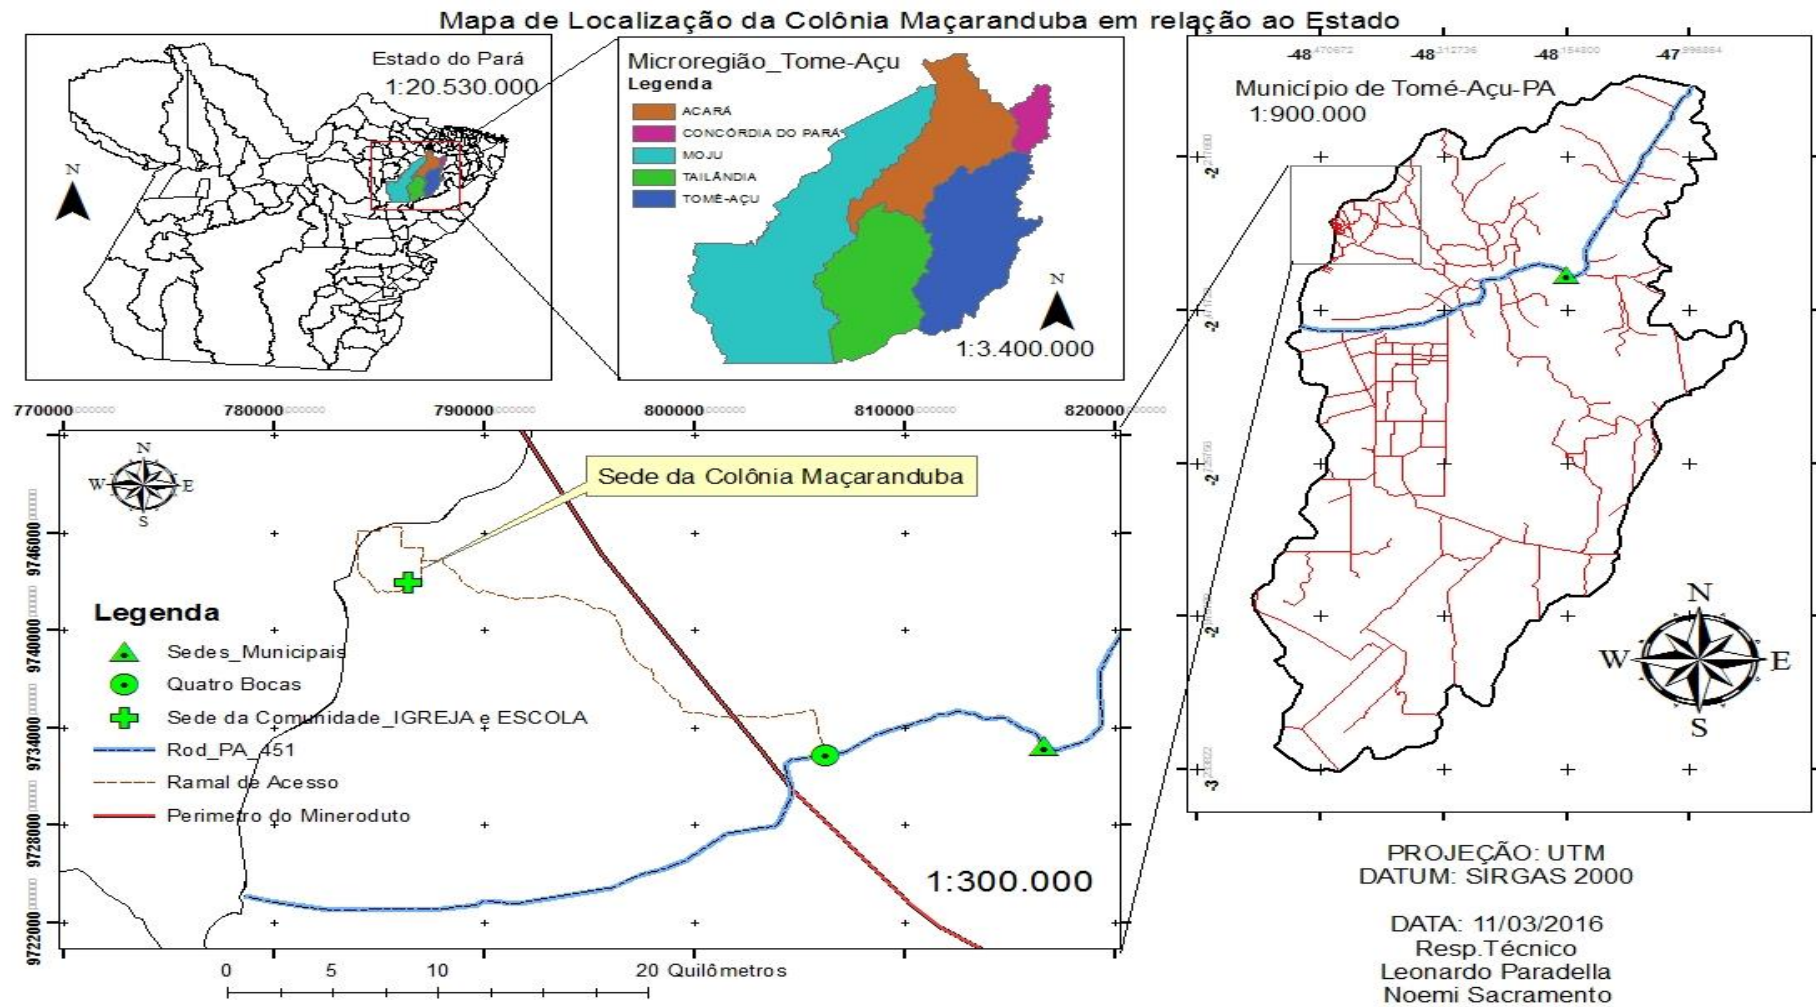 Mapa de Localização da Colônia Maçaranduba em relação ao Estado
Estado do Pará
1:20.530.000
N
Microregião_Tome-Açu
Legenda
ACARÁ
CONCÓRDIA DO PARÁ
MOJU
TAILÂNDIA
TOMÉ-AÇU
N
1:3.400.000
-48,470672 -48,312736 -48,154800 -47,996864
Município de Tomé-Açu-PA
1:900.000
N
W E
S
770000 780000 790000 800000 810000 820000
N
W E
S
Sede da Colônia Maçaranduba
9746000
9740000
9734000
9728000
9722000
Legenda
Sedes_Municipais
Quatro Bocas
Sede da Comunidade_IGREJA e ESCOLA
Rod_PA_451
Ramal de Acesso
Perimetro do Mineroduto
1:300.000
0 5 10 20 Quilômetros
PROJEÇÃO: UTM
DATUM: SIRGAS 2000
DATA: 11/03/2016
Resp.Técnico
Leonardo Paradella
Noemi Sacramento